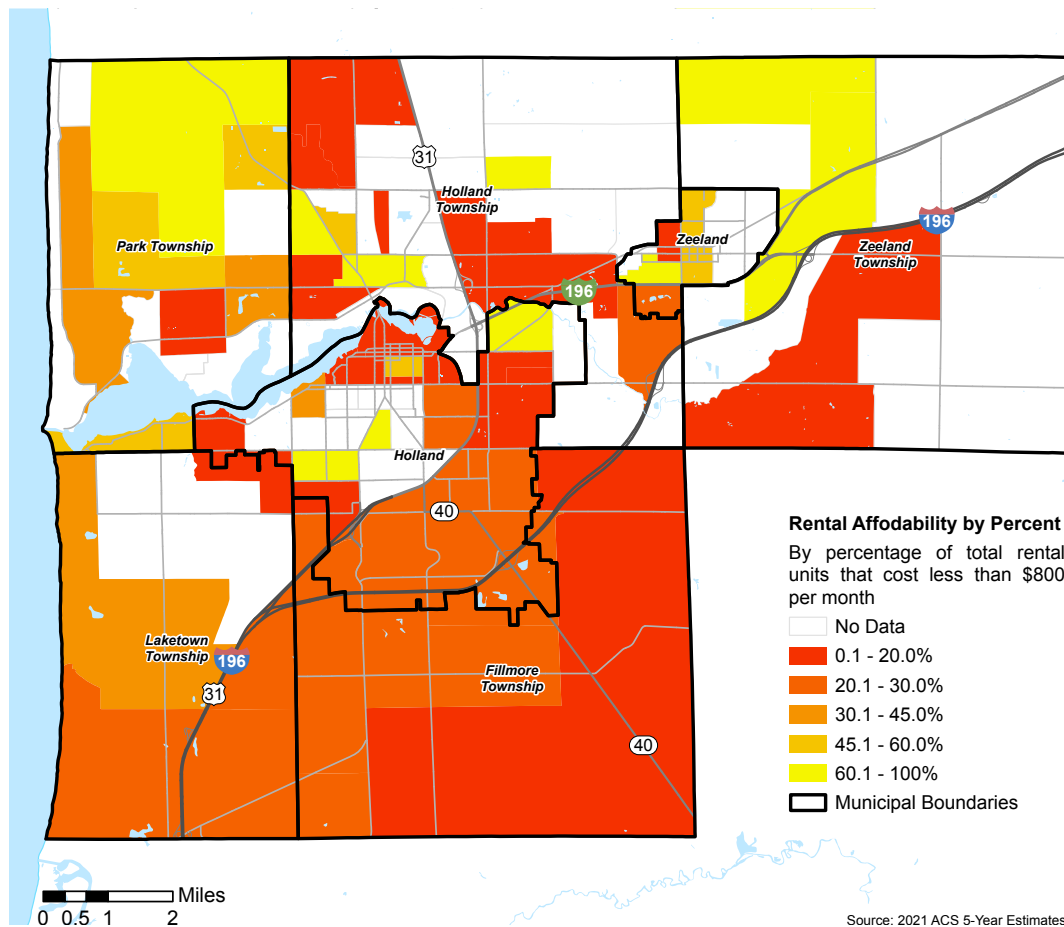 31
Holland
Township
Park Township
Zeeland
196
Zeeland
Township
196
Holland
40
Rental Affodability by Percent
By percentage of total rental
units that cost less than $800
per month
No Data
0.1 - 20.0%
20.1 - 30.0%
30.1 - 45.0%
45.1 - 60.0%
60.1 - 100%
Municipal Boundaries
Laketown
Township
196
31
Fillmore
Township
40
Miles
0 0.5 1 2
Source: 2021 ACS 5-Year Estimates